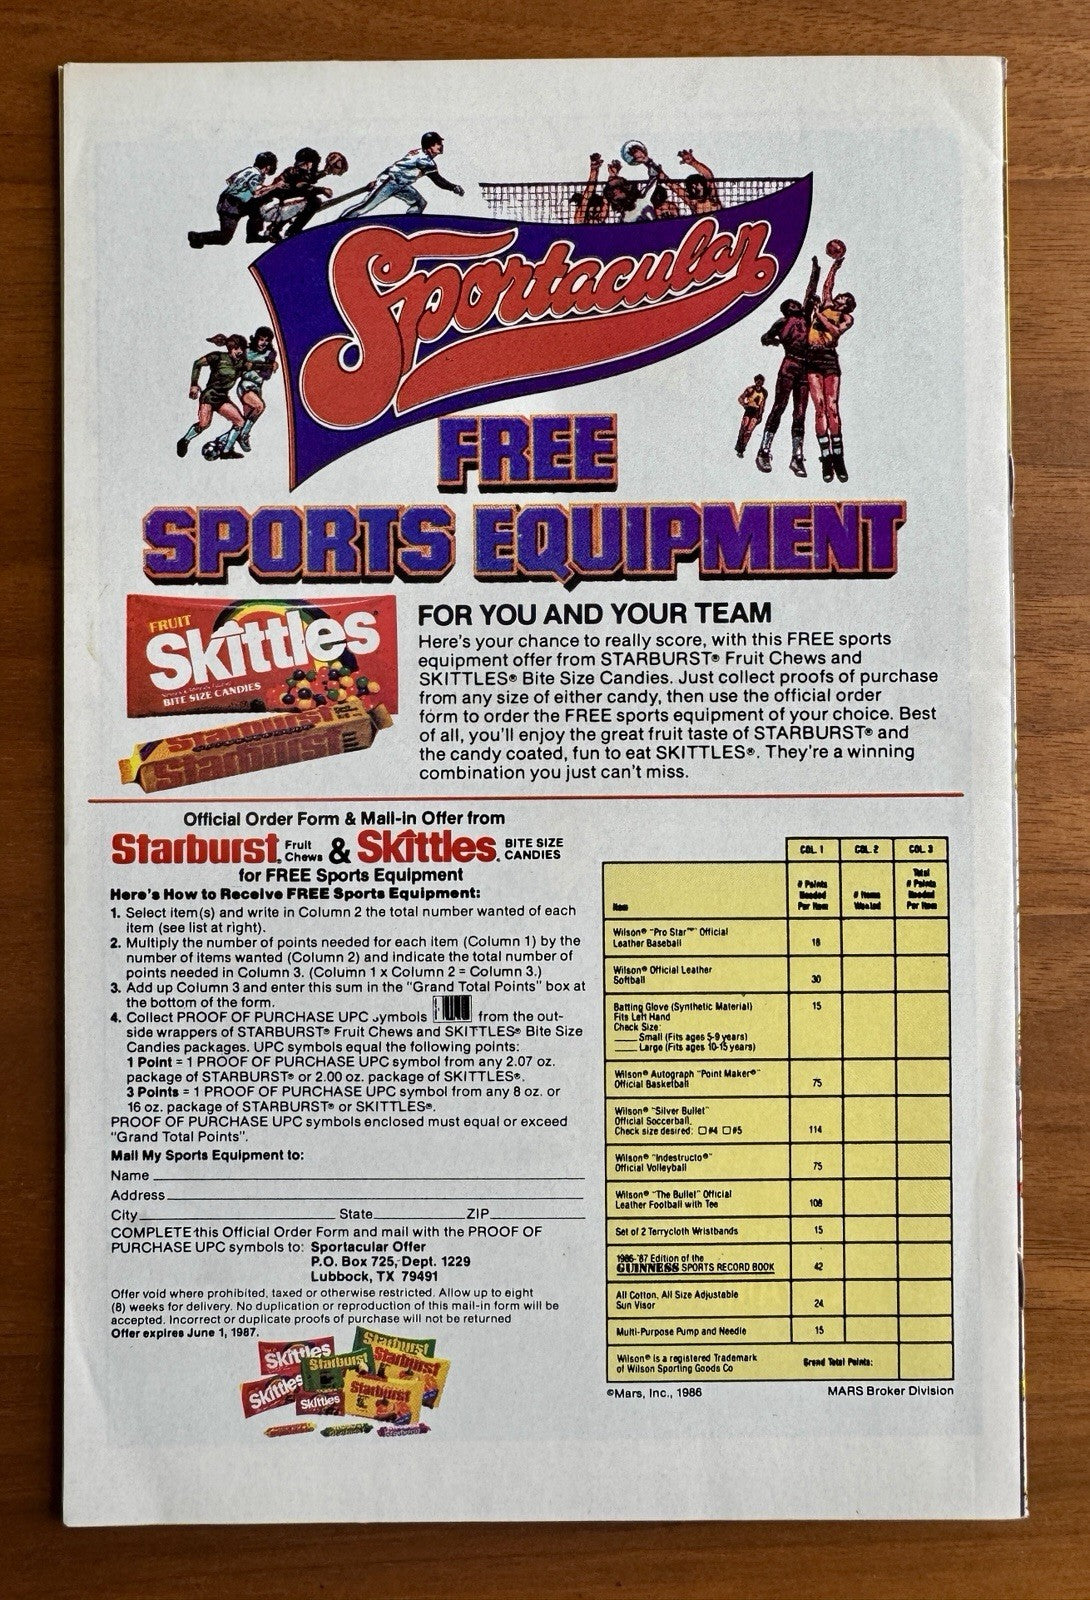 Sportacular
FREE
SPORTS EQUIPMENT
FRUIT
Skittles
BITE SIZE CANDIES
Starburst
Starburst
FOR YOU AND YOUR TEAM
Here's your chance to really score, with this FREE sports
equipment offer from STARBURST® Fruit Chews and
SKITTLES® Bite Size Candies. Just collect proofs of purchase
from any size of either candy, then use the official order
form to order the FREE sports equipment of your choice. Best
of all, you'll enjoy the great fruit taste of STARBURST® and
the candy coated, fun to eat SKITTLES®. They're a winning
combination you just can't miss.
Official Order Form & Mail-in Offer from
Starburst® Fruit Chews & Skittles® BITE SIZE CANDIES
for FREE Sports Equipment
Here's How to Receive FREE Sports Equipment:
1. Select item(s) and write in Column 2 the total number wanted of each
item (see list at right).
2. Multiply the number of points needed for each item (Column 1) by the
number of items wanted (Column 2) and indicate the total number of
points needed in Column 3. (Column 1 x Column 2 = Column 3.)
3. Add up Column 3 and enter this sum in the "Grand Total Points" box at
the bottom of the form.
4. Collect PROOF OF PURCHASE UPC symbols from the out-
side wrappers of STARBURST® Fruit Chews and SKITTLES® Bite Size
Candies packages. UPC symbols equal the following points:
1 Point = 1 PROOF OF PURCHASE UPC symbol from any 2.07 oz.
package of STARBURST® or 2.00 oz. package of SKITTLES®.
3 Points = 1 PROOF OF PURCHASE UPC symbol from any 8 oz. or
16 oz. package of STARBURST® or SKITTLES®.
PROOF OF PURCHASE UPC symbols enclosed must equal or exceed
"Grand Total Points".
Mail My Sports Equipment to:
Name
Address
City State ZIP
COMPLETE this Official Order Form and mail with the PROOF OF
PURCHASE UPC symbols to: Sportacular Offer
P.O. Box 725, Dept. 1229
Lubbock, TX 79491
Offer void where prohibited, taxed or otherwise restricted. Allow up to eight
(8) weeks for delivery. No duplication or reproduction of this mail-in form will be
accepted. Incorrect or duplicate proofs of purchase will not be returned
Offer expires June 1, 1987.
Skittles
Starburst
Starburst
Starburst
Skittles
Skittles
Starburst
COL. 1 COL. 2 COL. 3
Item
# Points Needed Per Item
# Items Wanted
Total # Points Needed Per Item
Wilson® "Pro Star™" Official
Leather Baseball 18
Wilson® Official Leather
Softball 30
Batting Glove (Synthetic Material) 15
Fits Left Hand
Check Size:
Small (Fits ages 5-9 years)
Large (Fits ages 10-15 years)
Wilson® Autograph "Point Maker®"
Official Basketball 75
Wilson® "Silver Bullet"
Official Soccerball.
Check size desired: #4 #5 114
Wilson® "Indestructo®"
Official Volleyball 75
Wilson® "The Bullet" Official
Leather Football with Tee 108
Set of 2 Terrycloth Wristbands 15
1986-'87 Edition of the
GUINNESS SPORTS RECORD BOOK 42
All Cotton, All Size Adjustable
Sun Visor 24
Multi-Purpose Pump and Needle 15
Wilson® is a registered Trademark
of Wilson Sporting Goods Co
Grand Total Points:
©Mars, Inc., 1986
MARS Broker Division